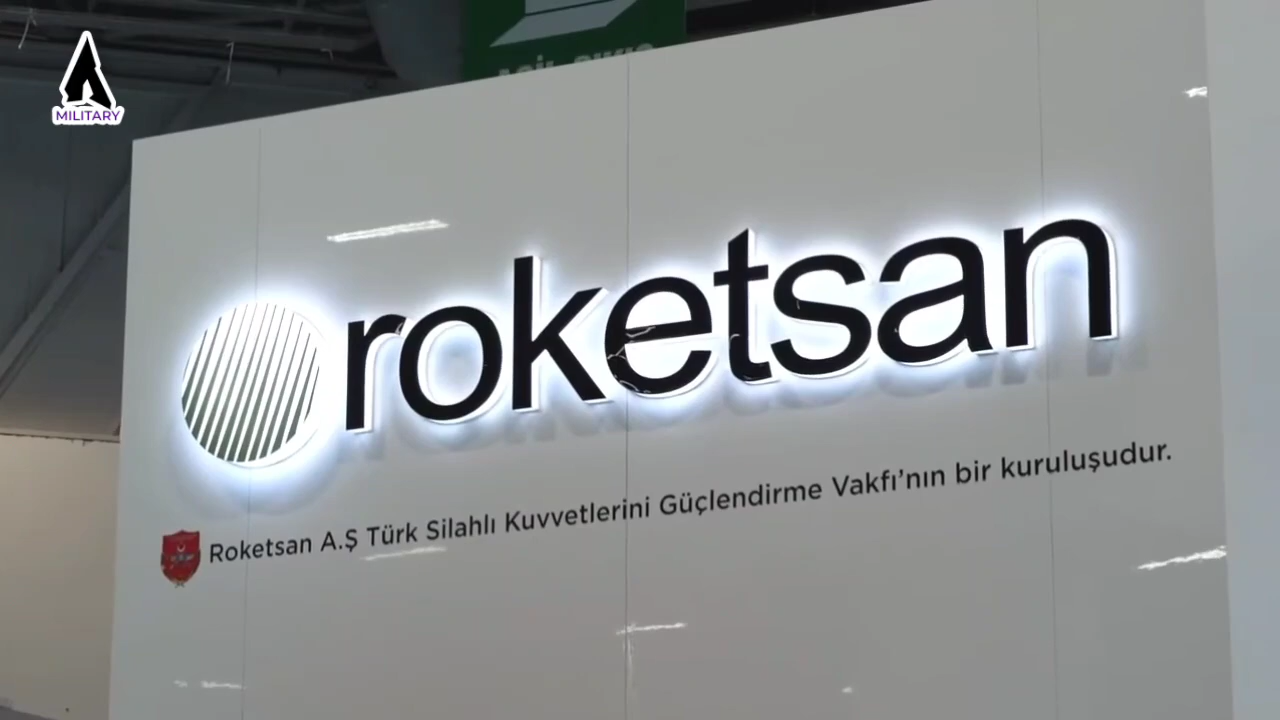 MILITARY
roketsan
Roketsan A.Ş Türk Silahlı Kuvvetlerini Güçlendirme Vakfı'nın bir kuruluşudur.